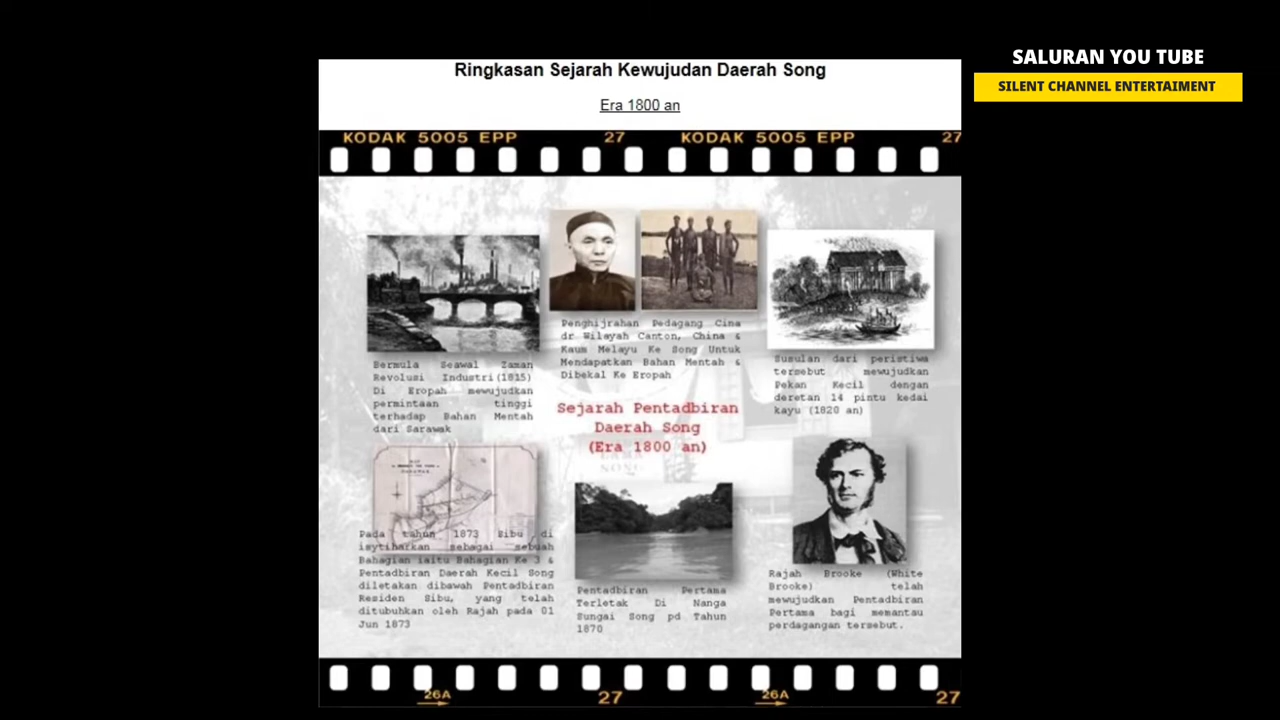 Ringkasan Sejarah Kewujudan Daerah Song
Era 1800 an
SALURAN YOU TUBE
SILENT CHANNEL ENTERTAIMENT
KODAK 5005 EPP 27 KODAK 5005 EPP 27
Bermula Seawal Zaman
Revolusi Industri(1815)
Di Eropah mewujudkan
permintaan tinggi
terhadap Bahan Mentah
dari Sarawak
Penghijrahan Pedagang Cina
dr Wilayah Canton, China &
Kaum Melayu Ke Song Untuk
Mendapatkan Bahan Mentah &
Dibekal Ke Eropah
Susulan dari peristiwa
tersebut mewujudkan
Pekan Kecil dengan
deretan 14 pintu kedai
kayu (1820 an)
Sejarah Pentadbiran
Daerah Song
(Era 1800 an)
Pada tahun 1873 Sibu di
isytiharkan sebagai sebuah
Bahagian iaitu Bahagian Ke 3 &
Pentadbiran Daerah Kecil Song
diletakan dibawah Pentadbiran
Residen Sibu, yang telah
ditubuhkan oleh Rajah pada 01
Jun 1873
Pentadbiran Pertama
Terletak Di Nanga
Sungai Song pd Tahun
1870
Rajah Brooke (White
Brooke) telah
mewujudkan Pentadbiran
Pertama bagi memantau
perdagangan tersebut.
26A 27 26A 27